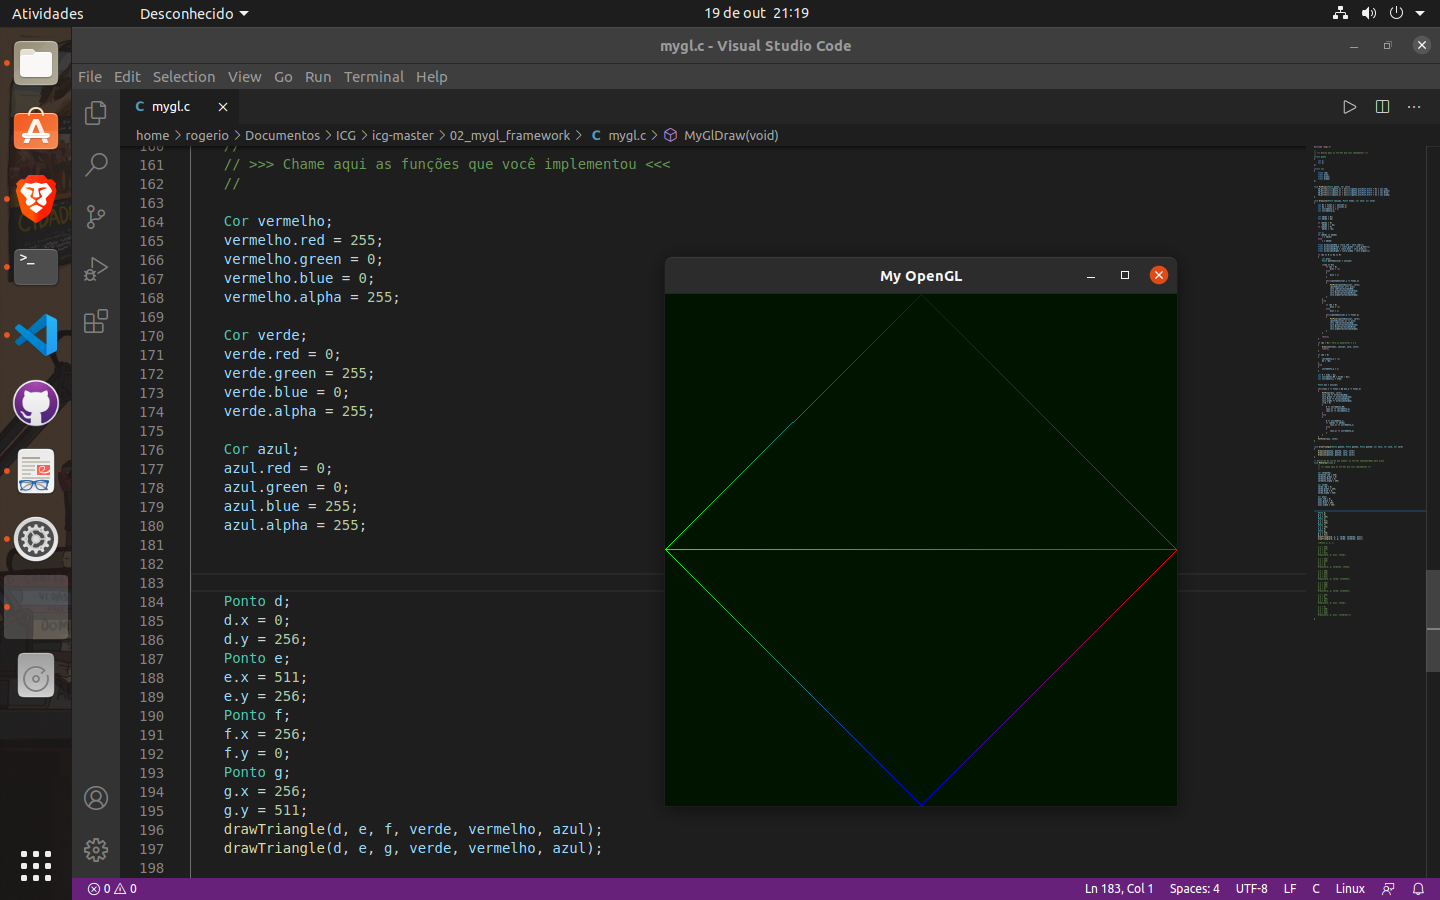 Atividades
Desconhecido
19 de out 21:19
mygl.c - Visual Studio Code
File Edit Selection View Go Run Terminal Help
C mygl.c
home > rogerio > Documentos > ICG > icg-master > 02_mygl_framework > C mygl.c > MyGlDraw(void)
160 //
161 // >>> Chame aqui as funções que você implementou <<<
162 //
163
164 Cor vermelho;
165 vermelho.red = 255;
166 vermelho.green = 0;
167 vermelho.blue = 0;
168 vermelho.alpha = 255;
169
170 Cor verde;
171 verde.red = 0;
172 verde.green = 255;
173 verde.blue = 0;
174 verde.alpha = 255;
175
176 Cor azul;
177 azul.red = 0;
178 azul.green = 0;
179 azul.blue = 255;
180 azul.alpha = 255;
181
182
183
184 Ponto d;
185 d.x = 0;
186 d.y = 256;
187 Ponto e;
188 e.x = 511;
189 e.y = 256;
190 Ponto f;
191 f.x = 256;
192 f.y = 0;
193 Ponto g;
194 g.x = 256;
195 g.y = 511;
196 drawTriangle(d, e, f, verde, vermelho, azul);
197 drawTriangle(d, e, g, verde, vermelho, azul);
198
My OpenGL
0 0
Ln 183, Col 1 Spaces: 4 UTF-8 LF C Linux